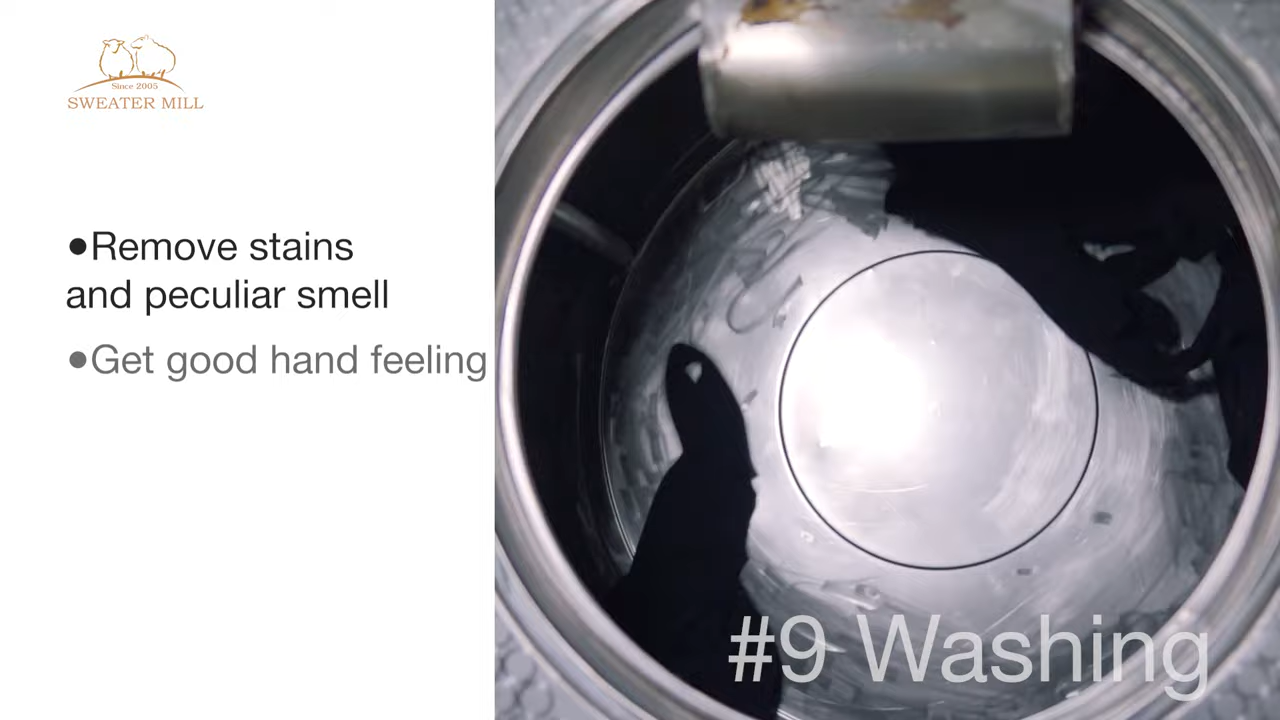 Since 2005
SWEATER MILL
●Remove stains
and peculiar smell
●Get good hand feeling
#9 Washing